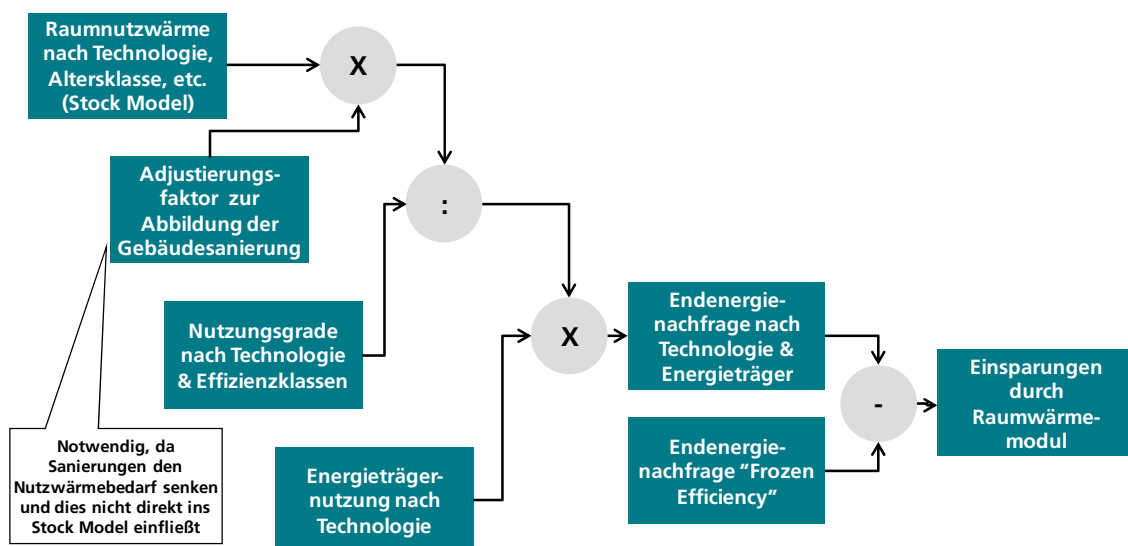 Raumnutzwärme
nach Technologie,
Altersklasse, etc.
(Stock Model)
X
Adjustierungs-
faktor zur
Abbildung der
Gebäudesanierung
:
Nutzungsgrade
nach Technologie
& Effizienzklassen
X
Endenergie-
nachfrage nach
Technologie &
Energieträger
-
Einsparungen
durch
Raumwärme-
modul
Notwendig, da
Sanierungen den
Nutzwärmebedarf senken
und dies nicht direkt ins
Stock Model einfließt
Energieträger-
nutzung nach
Technologie
Endenergie-
nachfrage “Frozen
Efficiency”